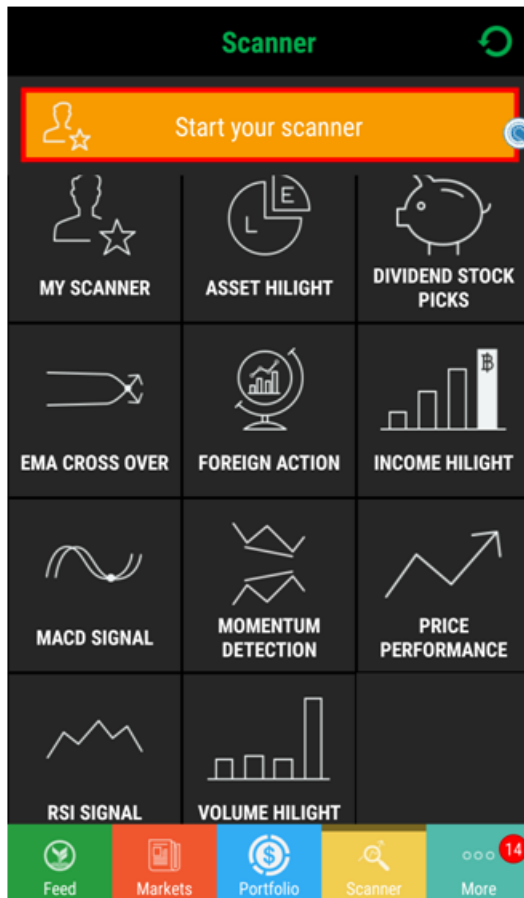 Scanner
Start your scanner
L E
MY SCANNER
ASSET HILIGHT
DIVIDEND STOCK
PICKS
฿
EMA CROSS OVER
FOREIGN ACTION
INCOME HILIGHT
MACD SIGNAL
MOMENTUM
DETECTION
PRICE
PERFORMANCE
RSI SIGNAL
VOLUME HILIGHT
$
14
Feed
Markets
Portfolio
Scanner
More